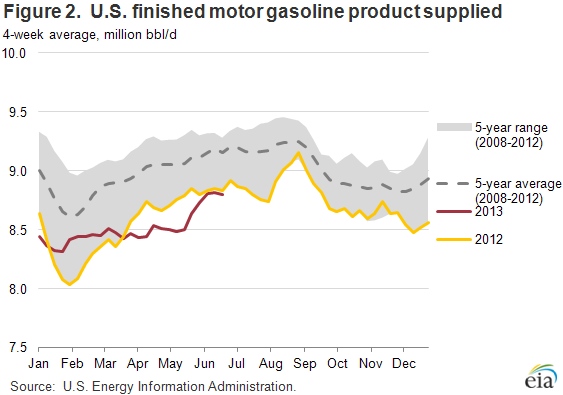 Figure 2.  U.S. finished motor gasoline product supplied
4-week average, million bbl/d
10.0
9.5
9.0
8.5
8.0
7.5
Jan Feb Mar Apr May Jun Jul Aug Sep Oct Nov Dec
5-year range
(2008-2012)
5-year average
(2008-2012)
2013
2012
Source:  U.S. Energy Information Administration.
eia